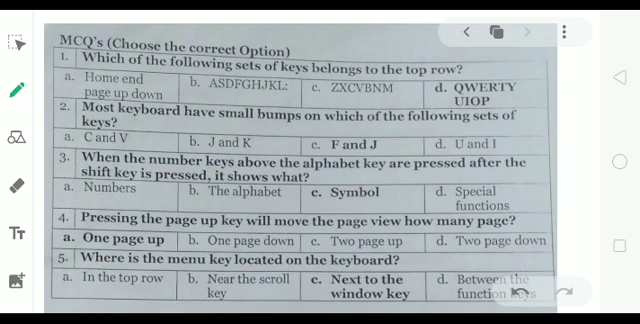 MCQ's (Choose the correct Option)
1. Which of the following sets of keys belongs to the top row?
a. Home end page up down b. ASDFGHJKL: c. ZXCVBNM d. QWERTY UIOP
2. Most keyboard have small bumps on which of the following sets of
keys?
a. C and V b. J and K c. F and J d. U and I
3. When the number keys above the alphabet key are pressed after the
shift key is pressed, it shows what?
a. Numbers b. The alphabet c. Symbol d. Special functions
4. Pressing the page up key will move the page view how many page?
a. One page up b. One page down c. Two page up d. Two page down
5. Where is the menu key located on the keyboard?
a. In the top row b. Near the scroll key c. Next to the window key d. Between the function keys
Tт